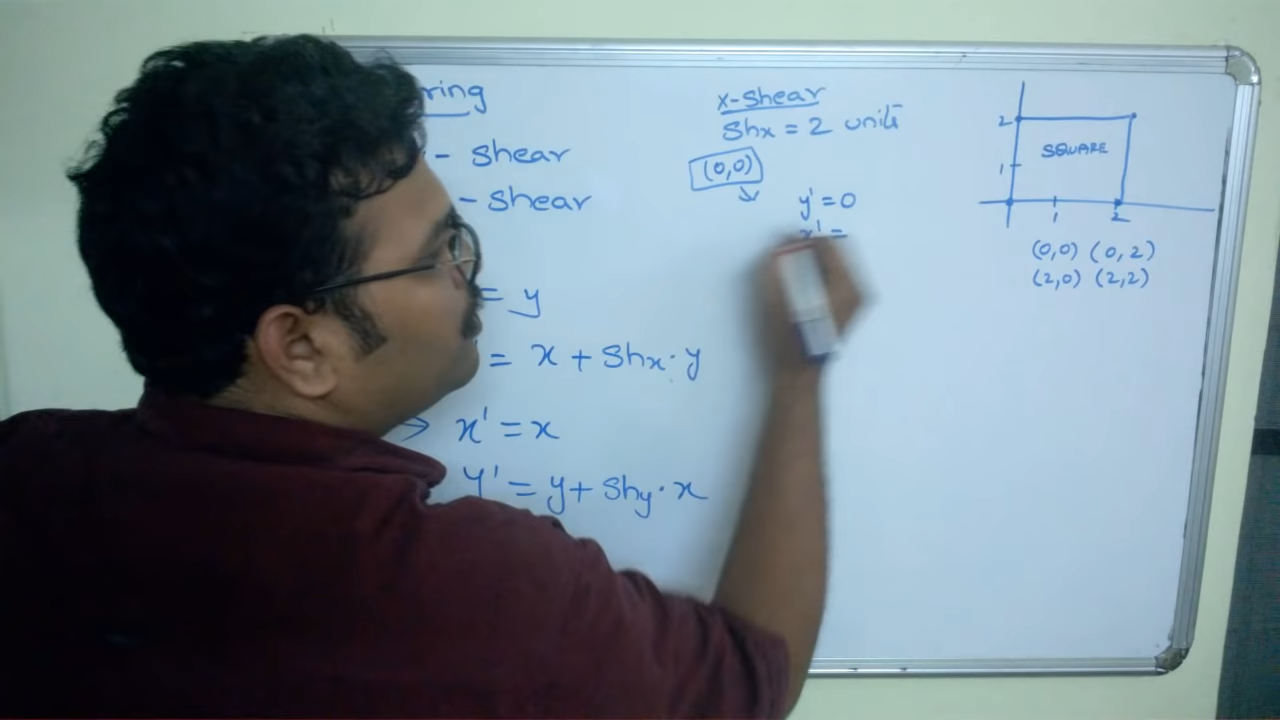 ring
- shear
- shear
= y
= x + Shx · y
→ x' = x
Y' = y + Shy · x
x-shear
Shx = 2 units
(0,0)
y' = 0
x' =
2
SQUARE
1
1 2
(0,0) (0,2)
(2,0) (2,2)